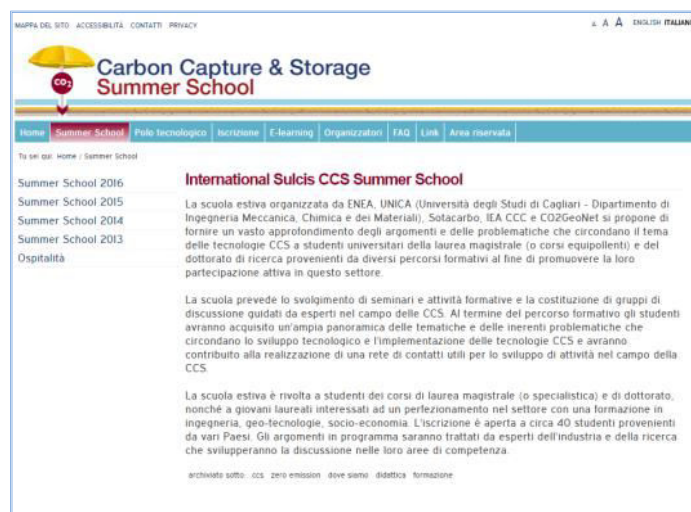 MAPPA DEL SITO ACCESSIBILITÀ CONTATTI PRIVACY
A A A ENGLISH ITALIANO
CO2
Carbon Capture & Storage
Summer School
Home Summer School Polo tecnologico Iscrizione E-learning Organizzatori FAQ Link Area riservata
Tu sei qui: Home / Summer School
Summer School 2016
Summer School 2015
Summer School 2014
Summer School 2013
Ospitalità
International Sulcis CCS Summer School
La scuola estiva organizzata da ENEA, UNICA (Università degli Studi di Cagliari - Dipartimento di
Ingegneria Meccanica, Chimica e dei Materiali), Sotacarbo, IEA CCC e CO2GeoNet si propone di
fornire un vasto approfondimento degli argomenti e delle problematiche che circondano il tema
delle tecnologie CCS a studenti universitari della laurea magistrale (o corsi equipollenti) e del
dottorato di ricerca provenienti da diversi percorsi formativi al fine di promuovere la loro
partecipazione attiva in questo settore.
La scuola prevede lo svolgimento di seminari e attività formative e la costituzione di gruppi di
discussione guidati da esperti nel campo delle CCS. Al termine del percorso formativo gli studenti
avranno acquisito un'ampia panoramica delle tematiche e delle inerenti problematiche che
circondano lo sviluppo tecnologico e l'implementazione delle tecnologie CCS e avranno
contribuito alla realizzazione di una rete di contatti utili per lo sviluppo di attività nel campo della
CCS.
La scuola estiva è rivolta a studenti dei corsi di laurea magistrale (o specialistica) e di dottorato,
nonché a giovani laureati interessati ad un perfezionamento nel settore con una formazione in
ingegneria, geo-tecnologie, socio-economia. L'iscrizione è aperta a circa 40 studenti provenienti
da vari Paesi. Gli argomenti in programma saranno trattati da esperti dell'industria e della ricerca
che svilupperanno la discussione nelle loro aree di competenza.
archiviato sotto: ccs zero emission dove siamo didattica formazione